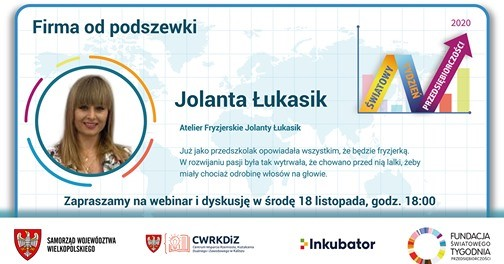 Firma od podszewki
2020
ŚWIATOWY
TYDZIEŃ
PRZEDSIĘBIORCZOŚCI
Jolanta Łukasik
Atelier Fryzjerskie Jolanty Łukasik
Już jako przedszkolak opowiadała wszystkim, że będzie fryzjerką.
W rozwijaniu pasji była tak wytrwała, że chowano przed nią lalki, żeby
miały chociaż odrobinę włosów na głowie.
Zapraszamy na webinar i dyskusję w środę 18 listopada, godz. 18:00
SAMORZĄD WOJEWÓDZTWA
WIELKOPOLSKIEGO
CWRKDiZ
Inkubator
FUNDACJA
ŚWIATOWEGO
TYGODNIA
PRZEDSIĘBIORCZOŚCI